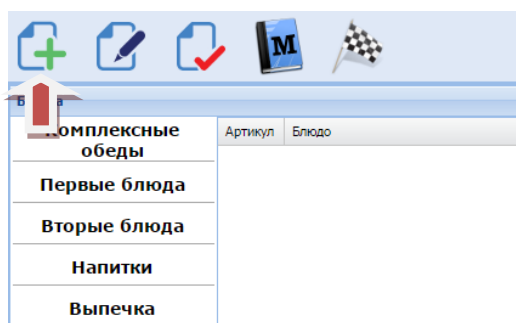 M
Комплексные
обеды
Артикул Блюдо
Первые блюда
Вторые блюда
Напитки
Выпечка